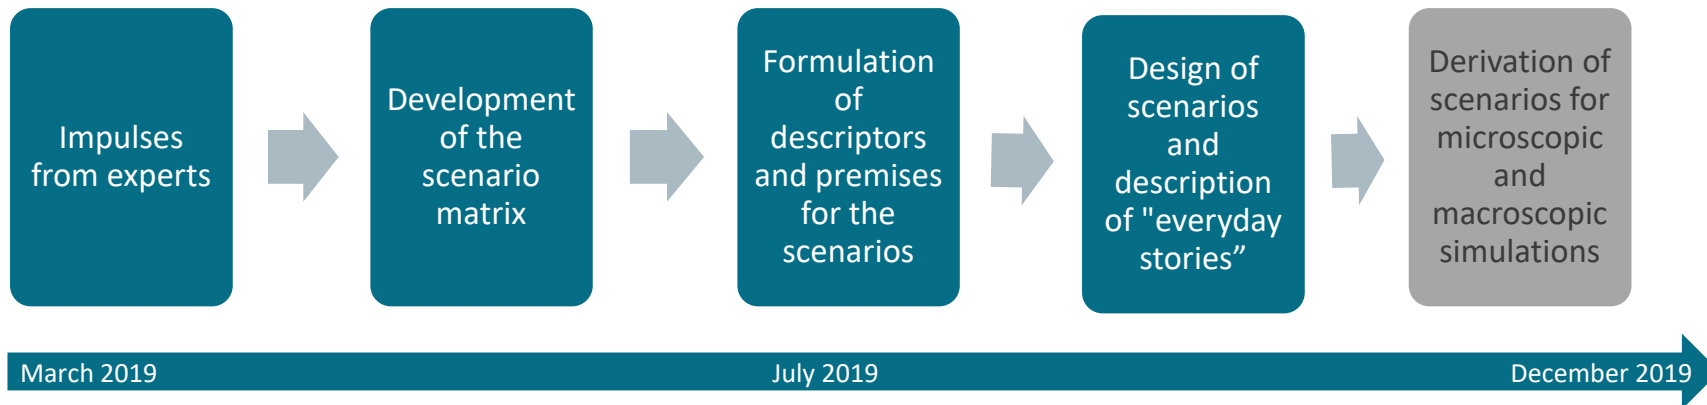 Impulses
from experts
Development
of the
scenario
matrix
Formulation
of
descriptors
and premises
for the
scenarios
Design of
scenarios
and
description
of "everyday
stories”
Derivation of
scenarios for
microscopic
and
macroscopic
simulations
March 2019
July 2019
December 2019